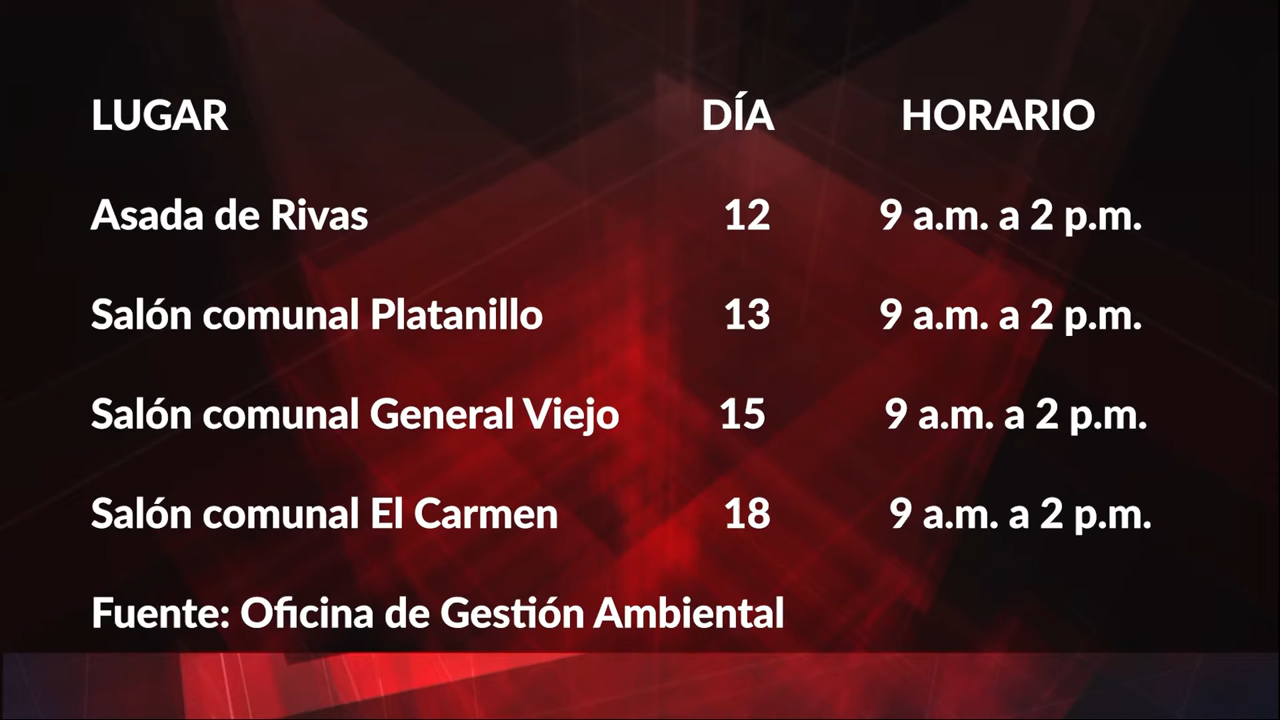 LUGAR DÍA HORARIO
Asada de Rivas 12 9 a.m. a 2 p.m.
Salón comunal Platanillo 13 9 a.m. a 2 p.m.
Salón comunal General Viejo 15 9 a.m. a 2 p.m.
Salón comunal El Carmen 18 9 a.m. a 2 p.m.
Fuente: Oficina de Gestión Ambiental